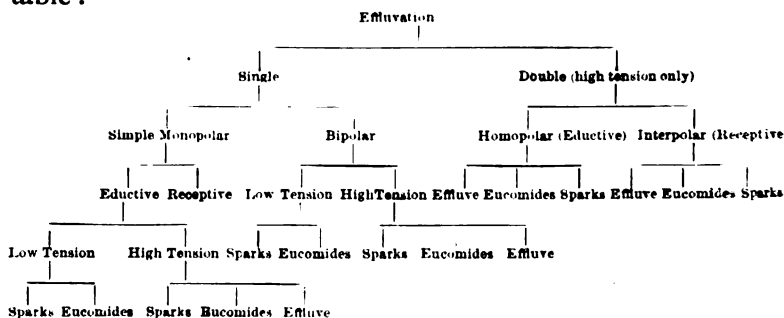 table :
Effluvation
Single Double (high tension only)
Simple Monopolar Bipolar Homopolar (Eductive) Interpolar (Receptive
Eductive Receptive Low Tension High Tension Effluve Eucomides Sparks Effluve Eucomides Sparks
Low Tension High Tension Sparks Eucomides Sparks Eucomides Effluve
Sparks Eucomides Sparks Bucomides Effluve